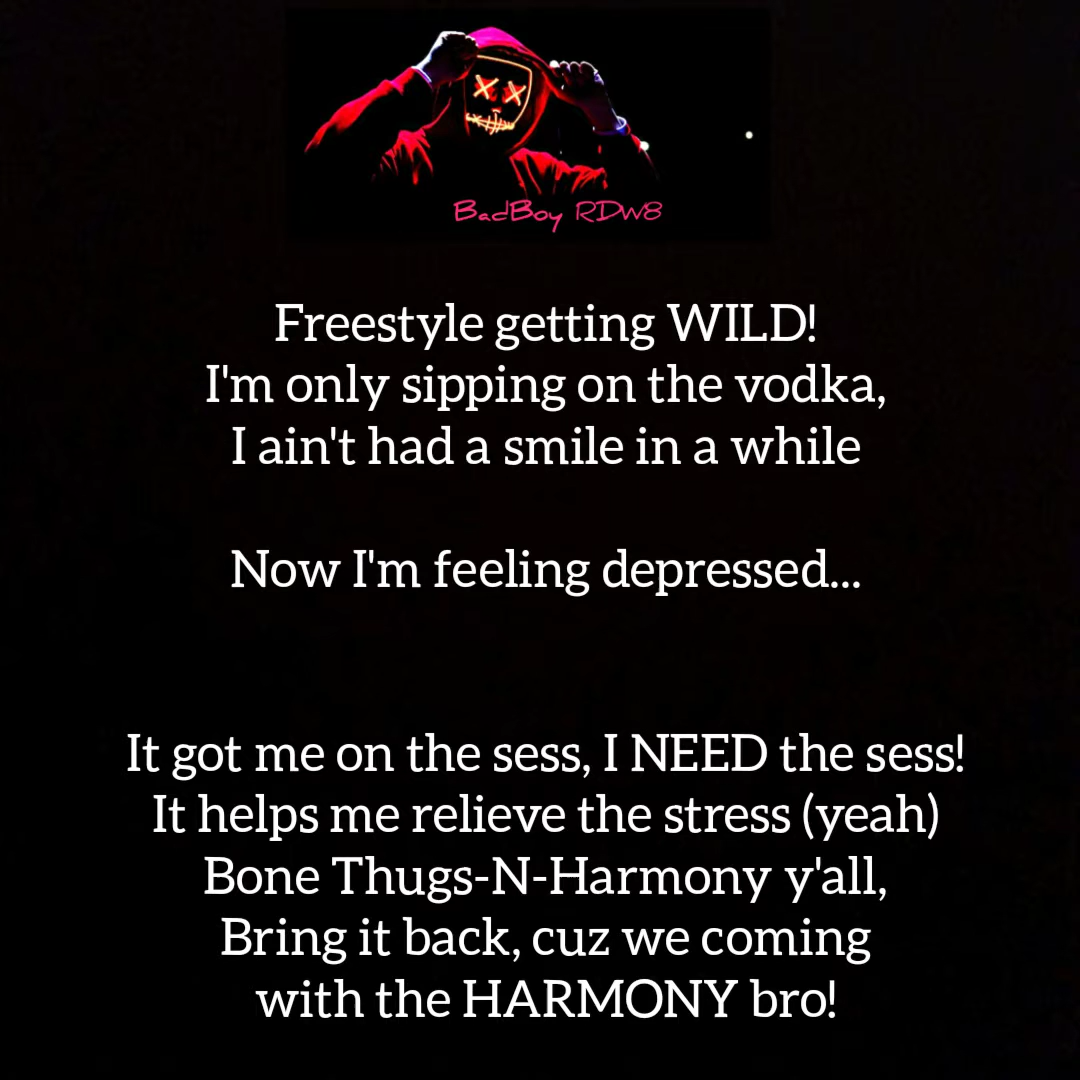 BadBoy RDW8
Freestyle getting WILD!
I'm only sipping on the vodka,
I ain't had a smile in a while
Now I'm feeling depressed...
It got me on the sess, I NEED the sess!
It helps me relieve the stress (yeah)
Bone Thugs-N-Harmony y'all,
Bring it back, cuz we coming
with the HARMONY bro!